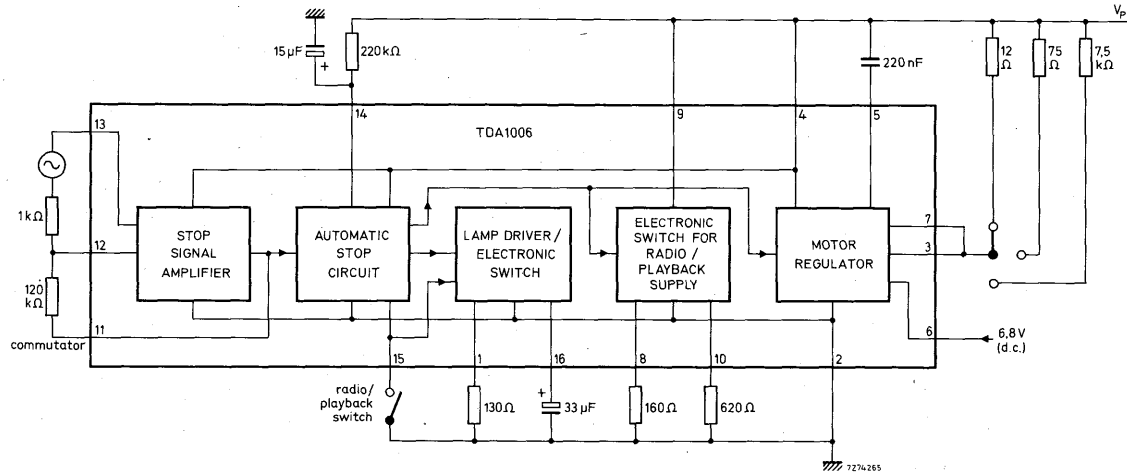 Vp
15 µF
+
220 kΩ
220 nF
12 Ω
75 Ω
7,5 kΩ
13
14
TDA1006
9
4
5
1 kΩ
12
120 kΩ
11
commutator
STOP
SIGNAL
AMPLIFIER
AUTOMATIC
STOP
CIRCUIT
LAMP DRIVER /
ELECTRONIC
SWITCH
ELECTRONIC
SWITCH FOR
RADIO /
PLAYBACK
SUPPLY
MOTOR
REGULATOR
7
3
6
6,8 V
(d.c.)
15
1
16
8
10
2
radio/
playback
switch
130 Ω
+
33 µF
160 Ω
620 Ω
7274265